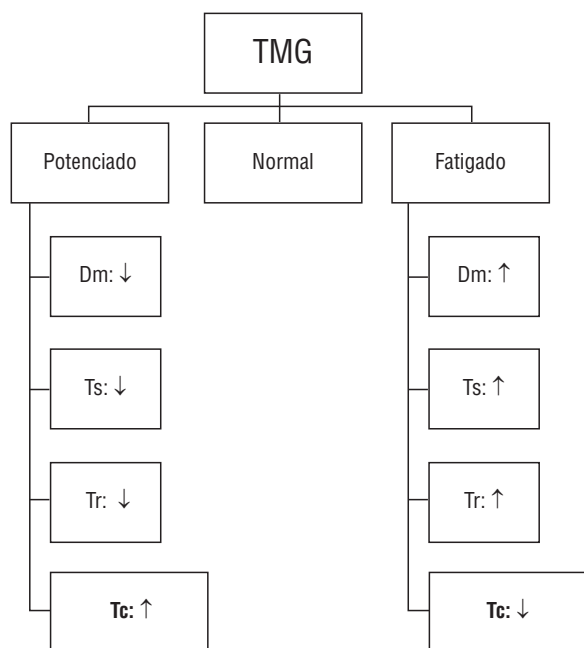 TMG
Potenciado
Normal
Fatigado
Dm: ↓
Ts: ↓
Tr: ↓
Tc: ↑
Dm: ↑
Ts: ↑
Tr: ↑
Tc: ↓